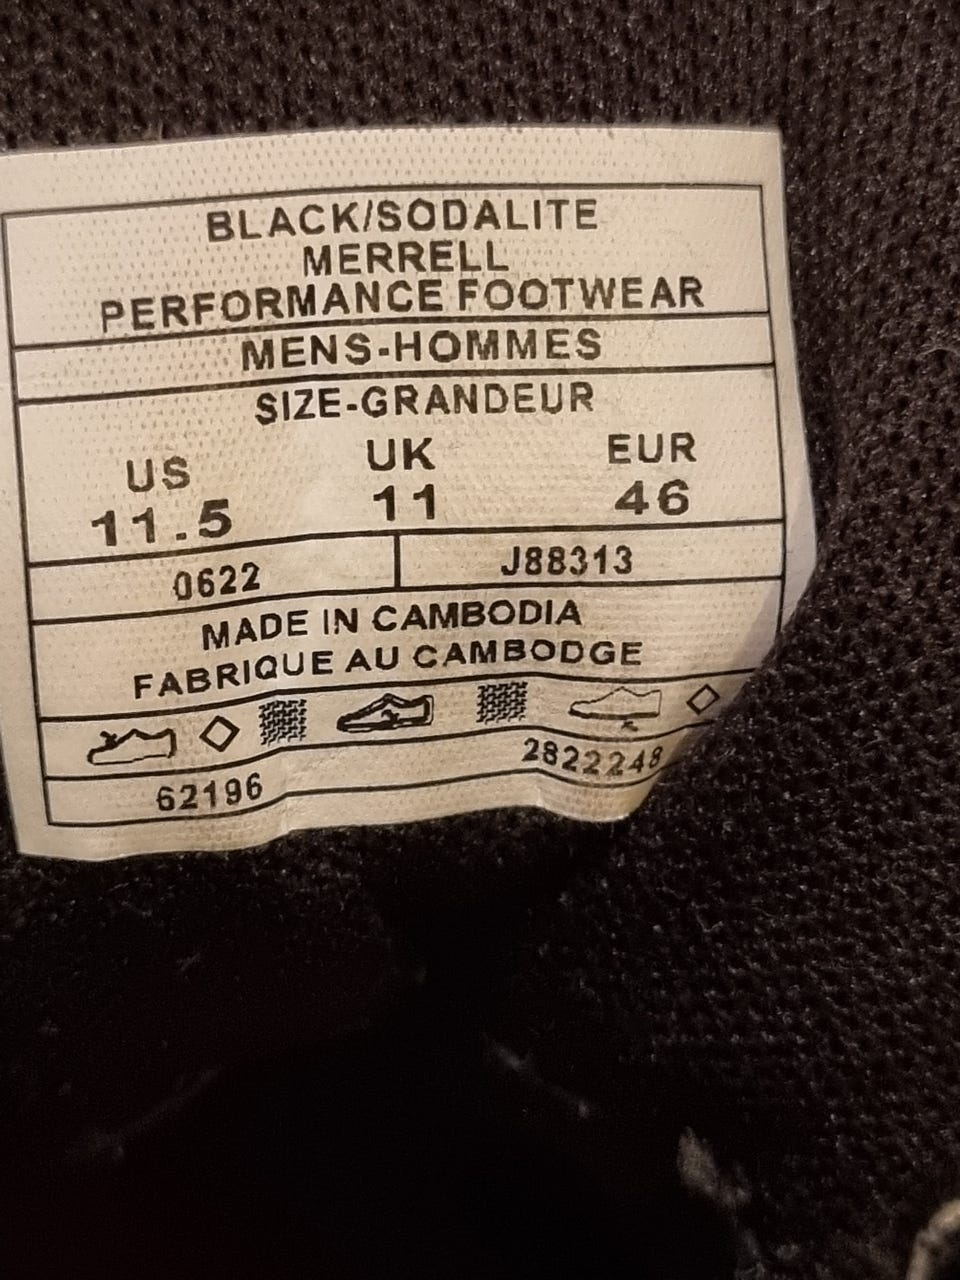 BLACK/SODALITE
MERRELL
PERFORMANCE FOOTWEAR
MENS-HOMMES
SIZE-GRANDEUR
US UK EUR
11.5 11 46
0622 J88313
MADE IN CAMBODIA
FABRIQUE AU CAMBODGE
62196 2822248